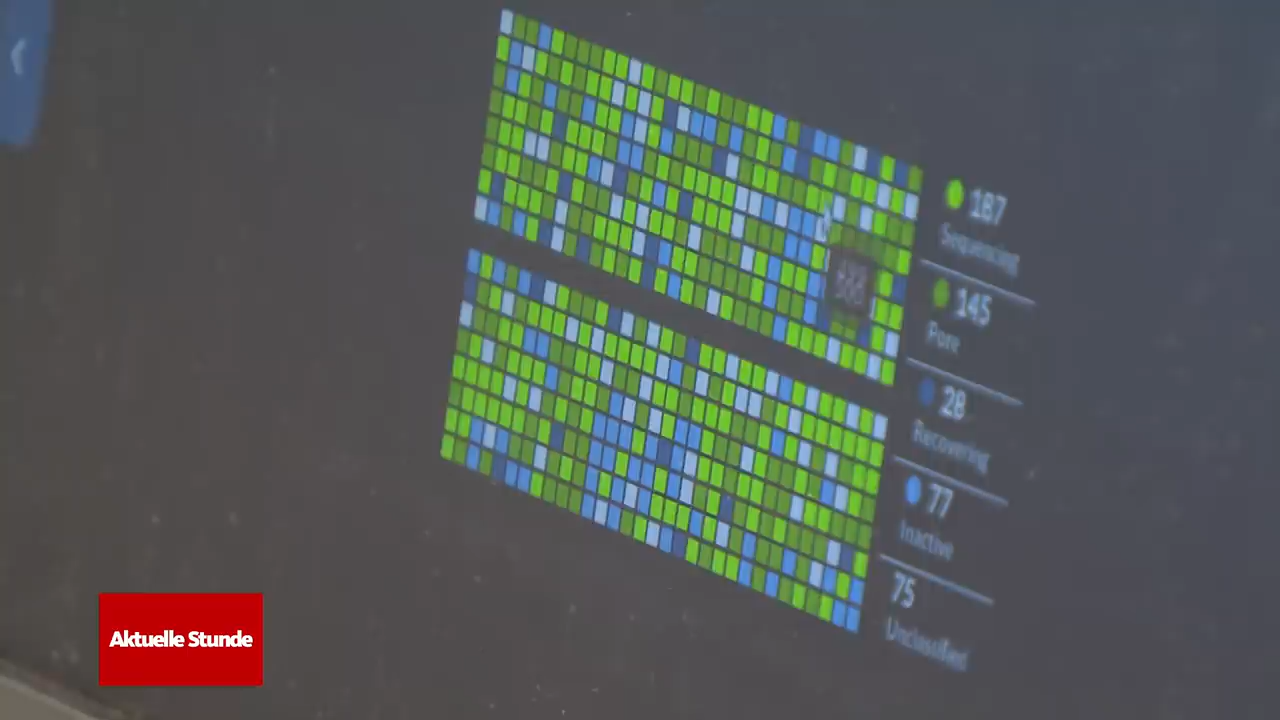 187
Sequencing
145
Pore
28
Recovering
77
Inactive
75
Unclassified
Aktuelle Stunde